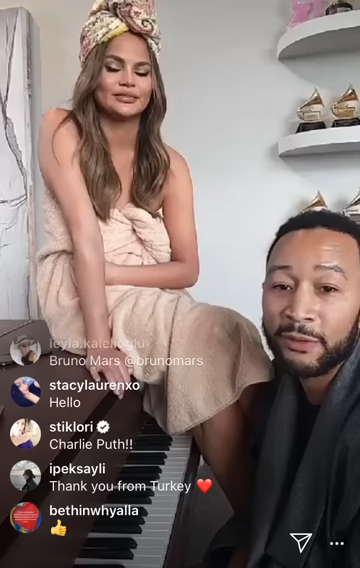 leyla.kalelioglu
Bruno Mars @brunomars
stacylaurenxo
Hello
stiklori
Charlie Puth!!
ipeksayli
Thank you from Turkey ❤️
bethinwhyalla
👍